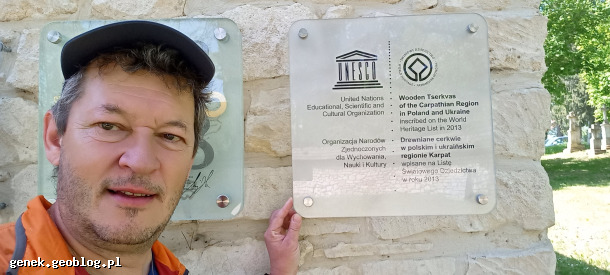 UNESCO
United Nations
Educational, Scientific and
Cultural Organization
Wooden Tserkvas
of the Carpathian Region
in Poland and Ukraine
inscribed on the World
Heritage List in 2013
Organizacja Narodów
Zjednoczonych
dla Wychowania,
Nauki i Kultury
Drewniane cerkwie
w polskim i ukraińskim
regionie Karpat
wpisane na Listę
Światowego Dziedzictwa
w roku 2013
genek.geoblog.pl